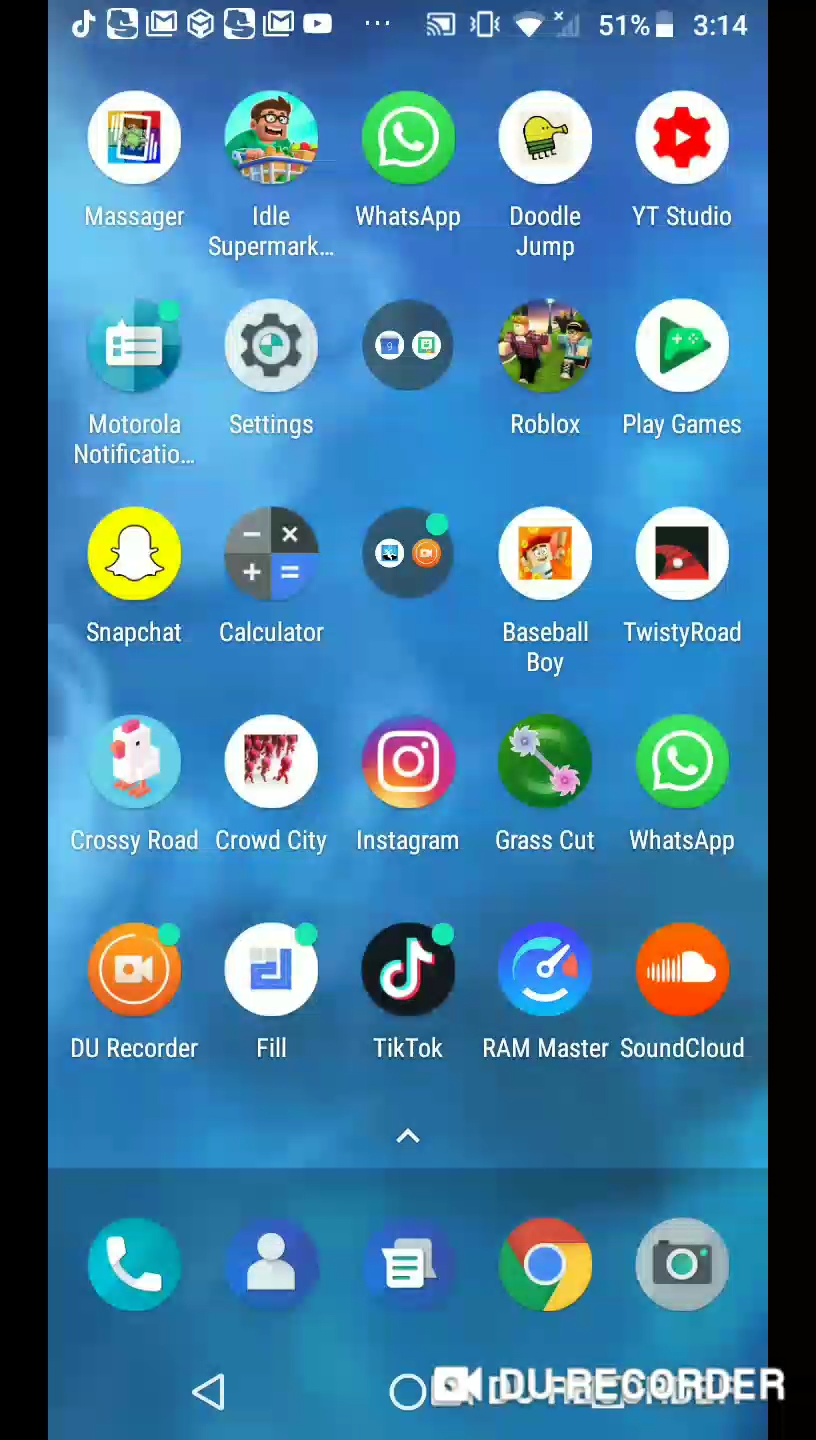 51% 3:14
Massager
Idle Supermark...
WhatsApp
Doodle Jump
YT Studio
Motorola Notificatio...
Settings
Roblox
Play Games
Snapchat
Calculator
Baseball Boy
TwistyRoad
Crossy Road
Crowd City
Instagram
Grass Cut
WhatsApp
DU Recorder
Fill
TikTok
RAM Master
SoundCloud
DU RECORDER